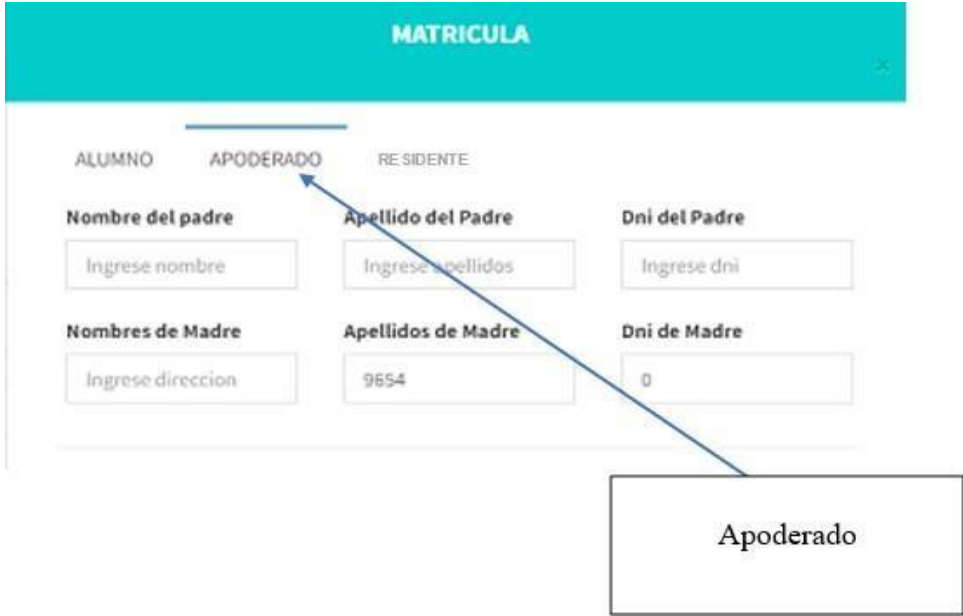 MATRICULA
×
ALUMNO APODERADO RESIDENTE
Nombre del padre Apellido del Padre Dni del Padre
Ingrese nombre Ingrese apellidos Ingrese dni
Nombres de Madre Apellidos de Madre Dni de Madre
Ingrese direccion 9654 0
Apoderado